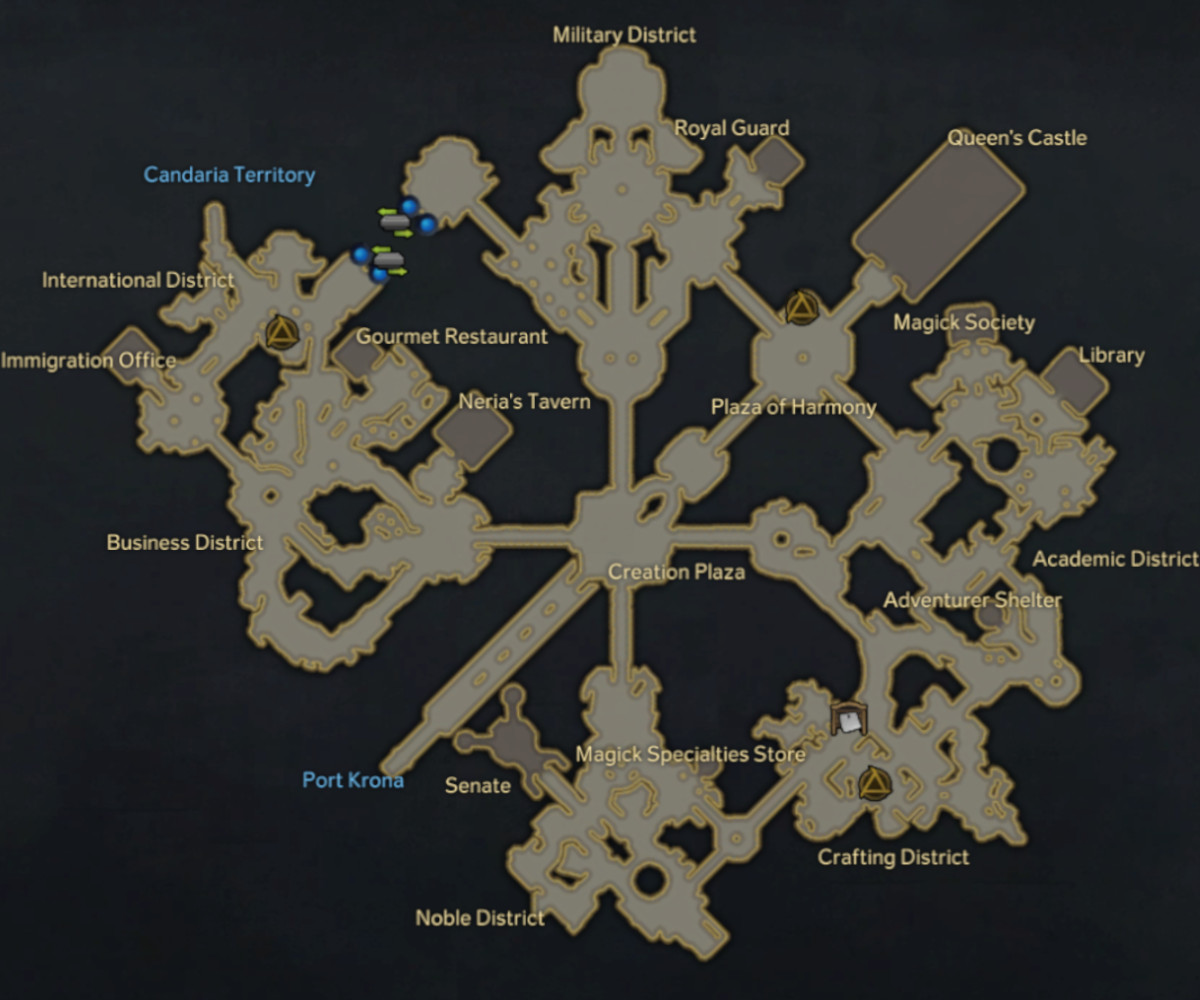 Military District
Royal Guard
Queen's Castle
Candaria Territory
International District
Magick Society
Gourmet Restaurant
Library
Immigration Office
Neria's Tavern
Plaza of Harmony
Business District
Academic District
Creation Plaza
Adventurer Shelter
Magick Specialties Store
Port Krona
Senate
Crafting District
Noble District